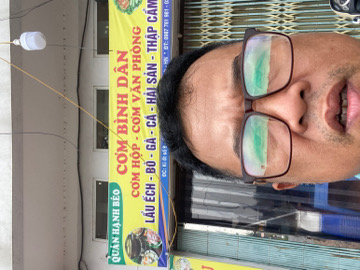 QUÁN HẠNH BÉO
CƠM BÌNH DÂN
CƠM HỘP - CƠM VĂN PHÒNG
LẨU ẾCH - BÒ - GÀ - CÁ - HẢI SẢN - THẬP CẨM